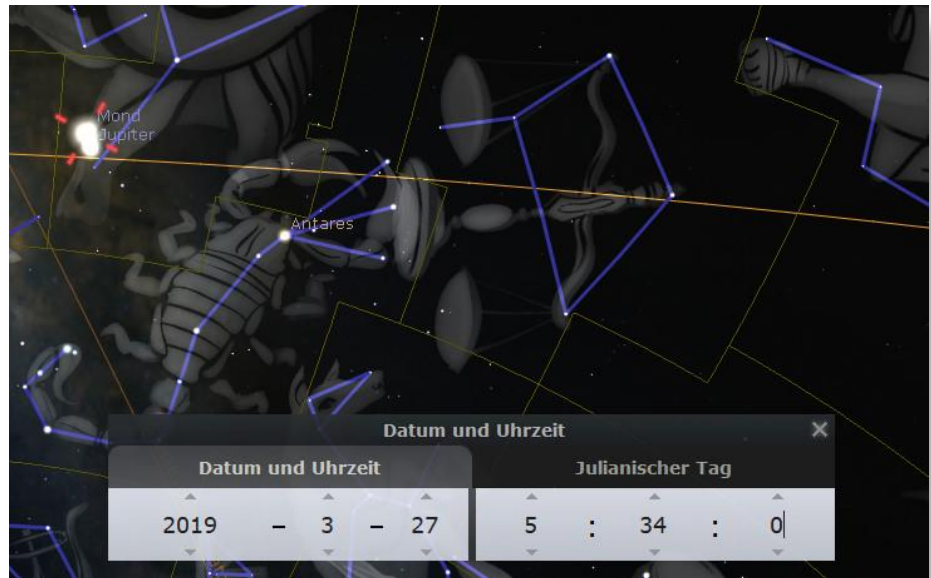 Mond
Jupiter
Antares
Datum und Uhrzeit ×
Datum und Uhrzeit Julianischer Tag
2019 – 3 – 27 5 : 34 : 0